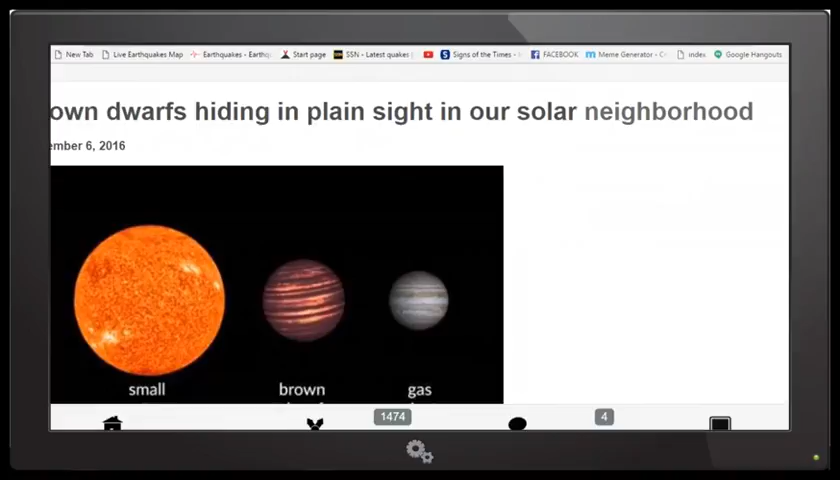 New Tab Live Earthquakes Map Earthquakes - Earthq Start page SSN - Latest quakes | Signs of the Times - FACEBOOK Meme Generator - C index Google Hangouts
own dwarfs hiding in plain sight in our solar neighborhood
ember 6, 2016
small brown gas
1474 4